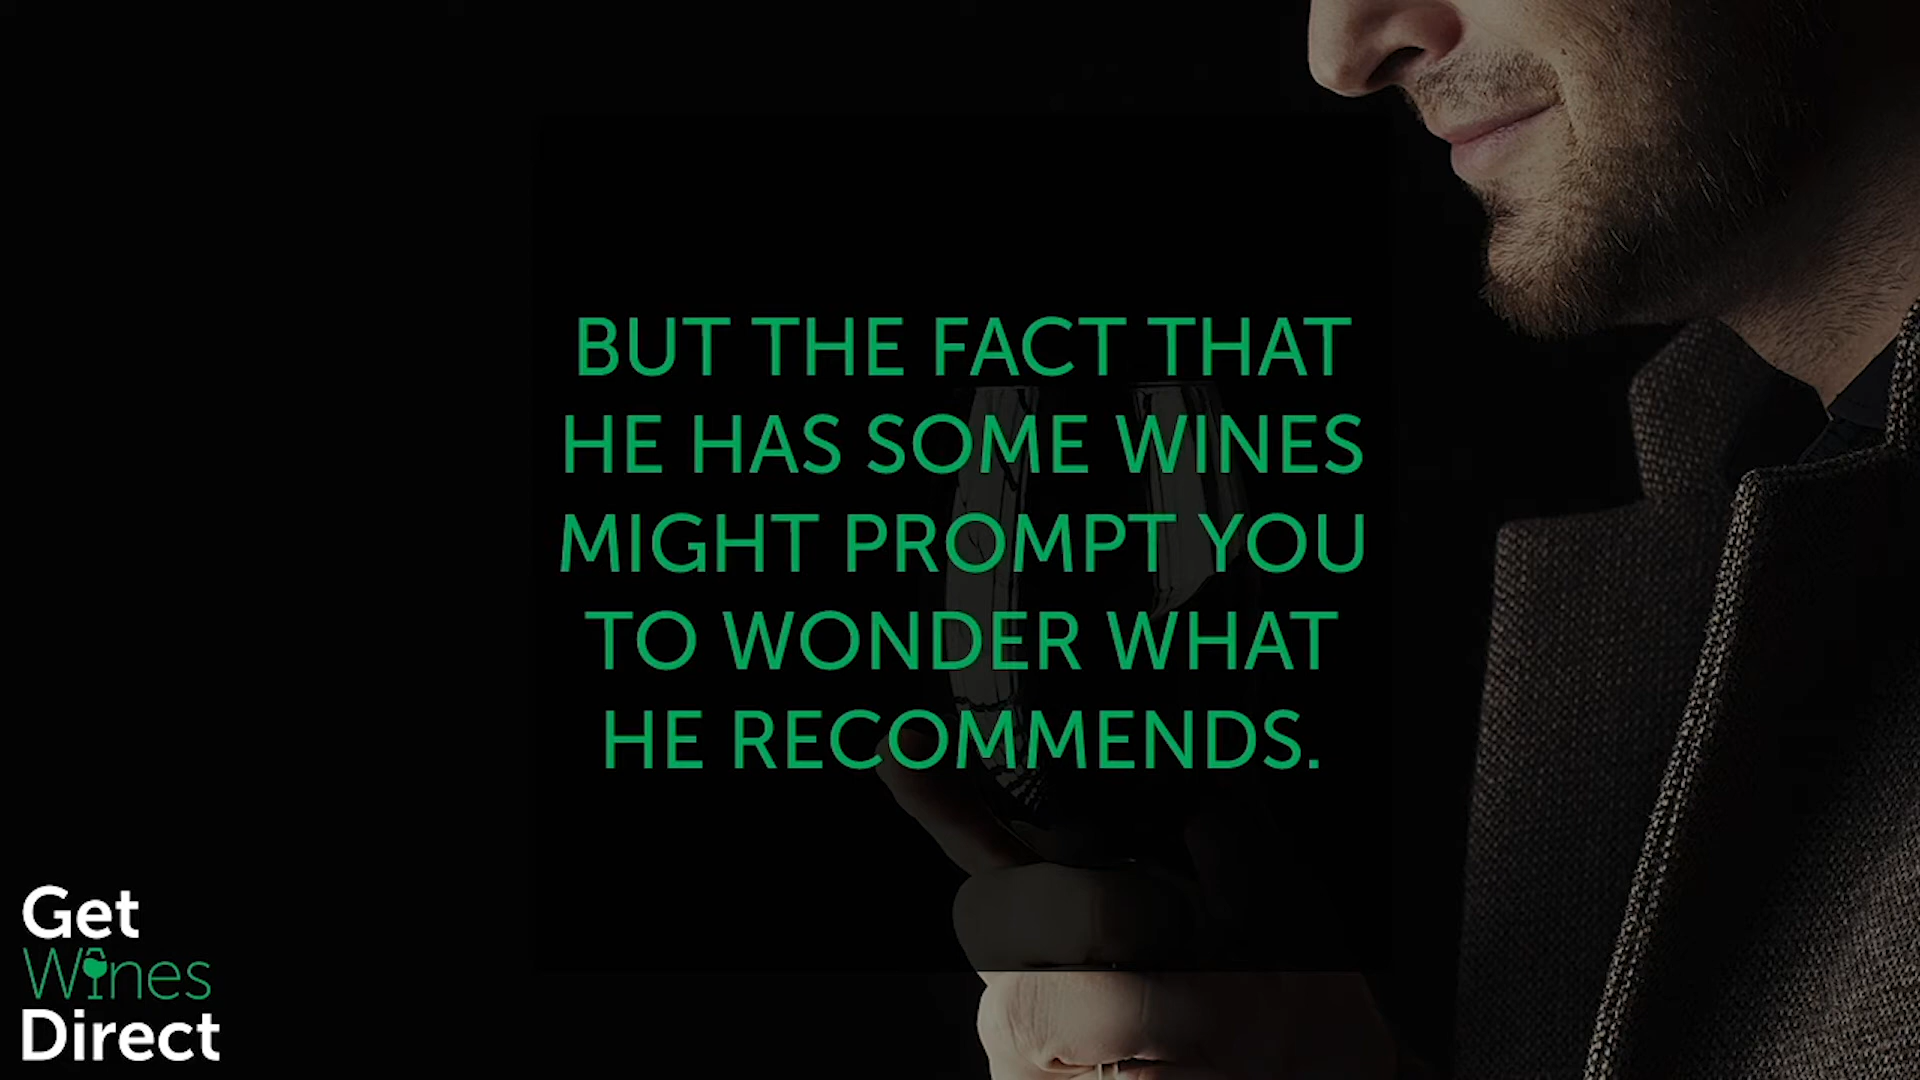 BUT THE FACT THAT
HE HAS SOME WINES
MIGHT PROMPT YOU
TO WONDER WHAT
HE RECOMMENDS.
Get
Wines
Direct